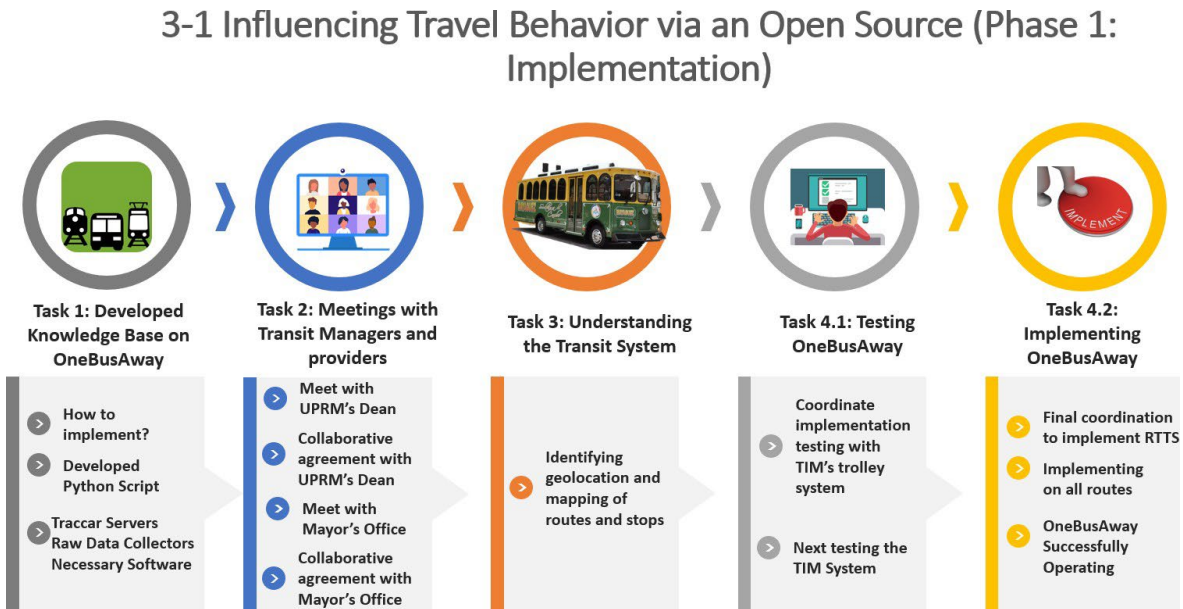 3-1 Influencing Travel Behavior via an Open Source (Phase 1:
Implementation)
Task 1: Developed
Knowledge Base on
OneBusAway
How to
implement?
Developed
Python Script
Traccar Servers
Raw Data Collectors
Necessary Software
Task 2: Meetings with
Transit Managers and
providers
Meet with
UPRM's Dean
Collaborative
agreement with
UPRM's Dean
Meet with
Mayor's Office
Collaborative
agreement with
Mayor's Office
Task 3: Understanding
the Transit System
Identifying
geolocation and
mapping of
routes and stops
Task 4.1: Testing
OneBusAway
Coordinate
implementation
testing with
TIM's trolley
system
Next testing the
TIM System
IMPLEMENT
Task 4.2:
Implementing
OneBusAway
Final coordination
to implement RTTS
Implementing
on all routes
OneBusAway
Successfully
Operating